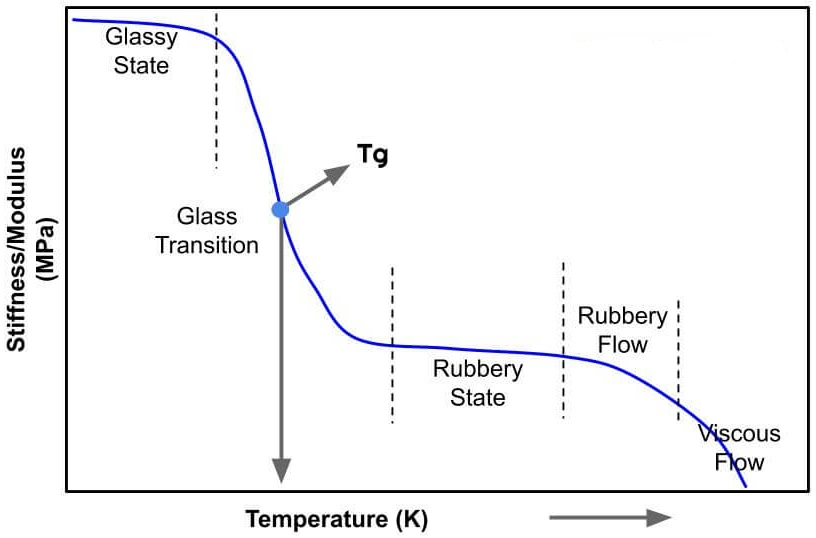 Glassy
State
Tg
Glass
Transition
Rubbery
Flow
Rubbery
State
Viscous
Flow
Stiffness/Modulus
(MPa)
Temperature (K)